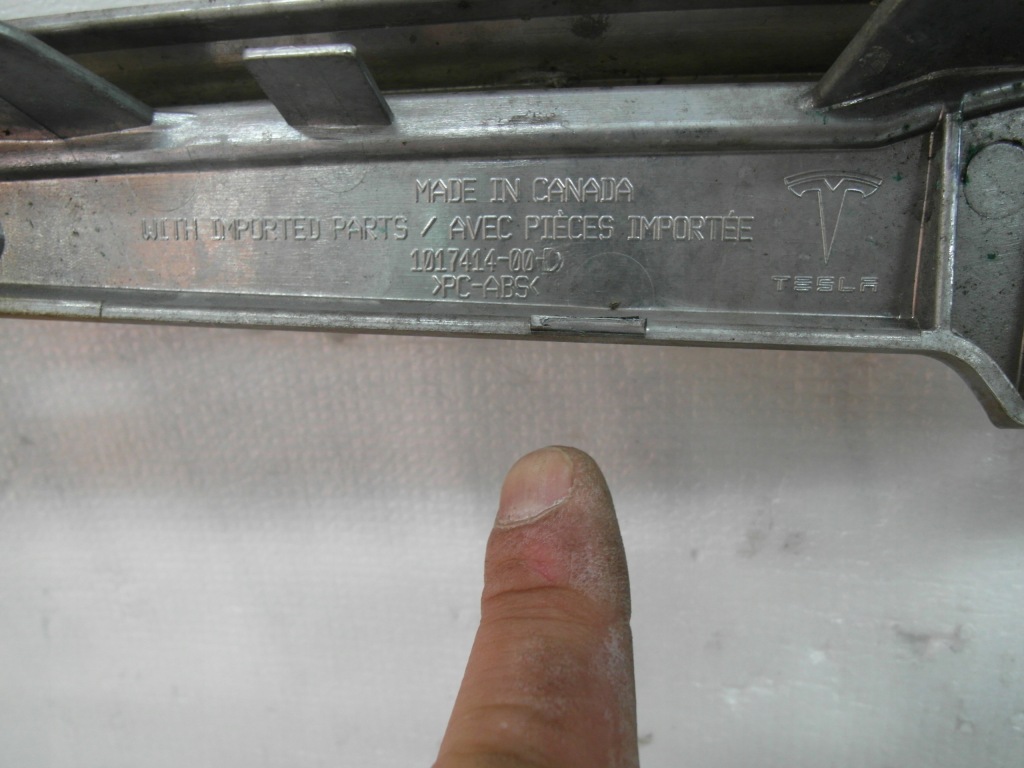 MADE IN CANADA
WITH IMPORTED PARTS / AVEC PIÈCES IMPORTÉE
1017414-00-D
>PC-ABS<
TESLA